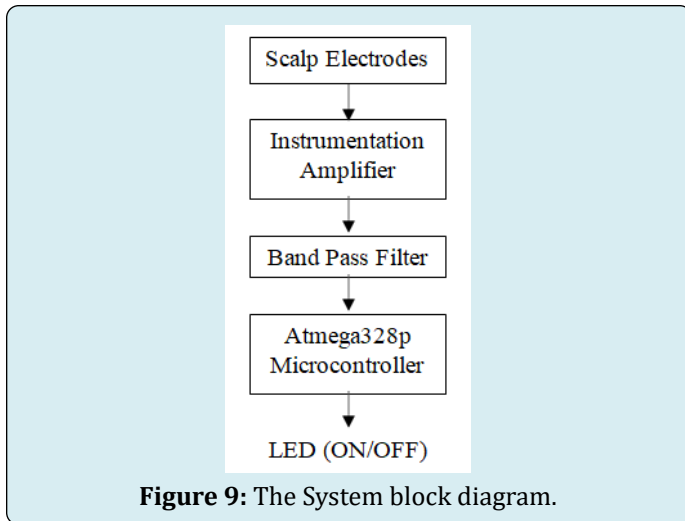 Scalp Electrodes
Instrumentation
Amplifier
Band Pass Filter
Atmega328p
Microcontroller
LED (ON/OFF)
Figure 9: The System block diagram.